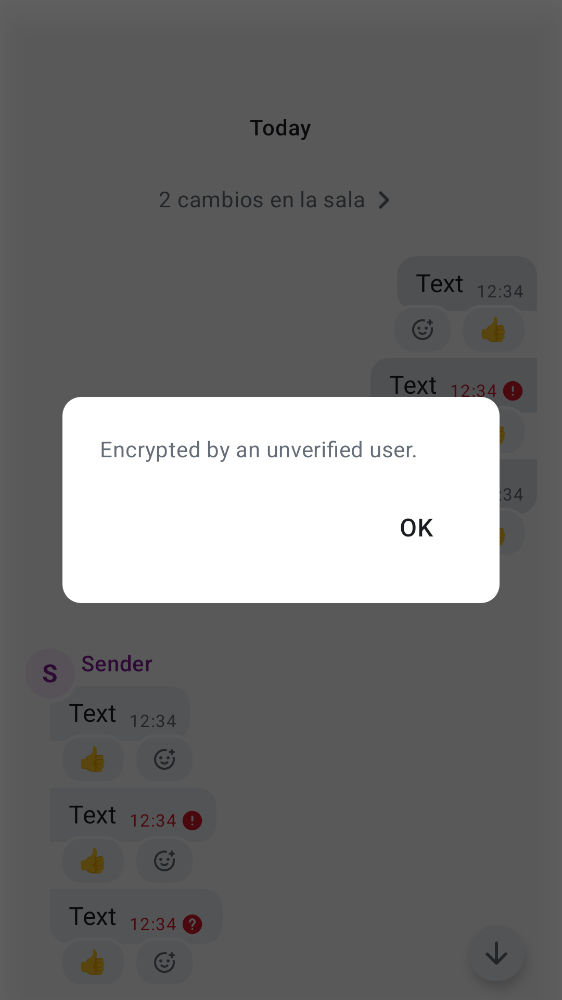 Today
2 cambios en la sala
Text 12:34
Text 12:34
Encrypted by an unverified user.
:34
OK
S Sender
Text 12:34
Text 12:34
Text 12:34